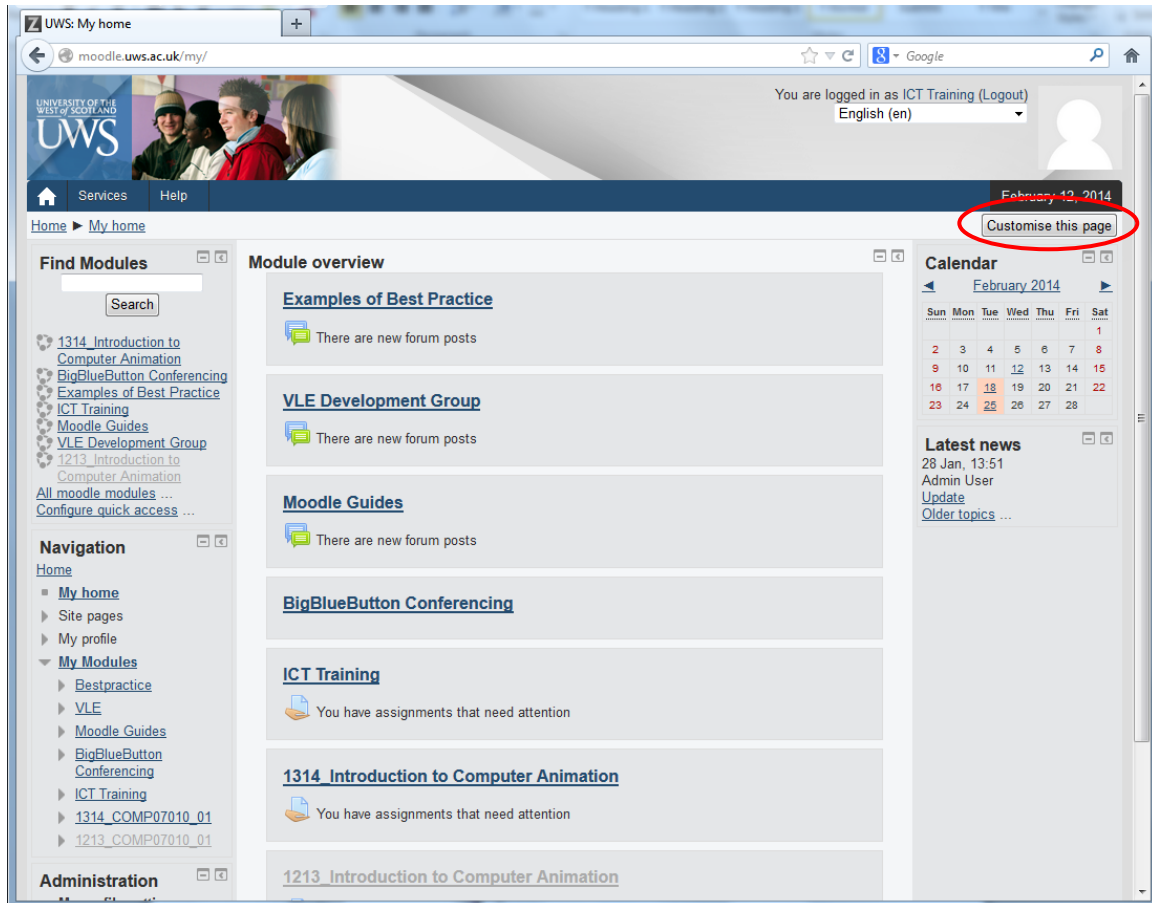 UWS: My home
moodle.uws.ac.uk/my/
Google
UNIVERSITY OF THE
WEST of SCOTLAND
UWS
You are logged in as ICT Training (Logout)
English (en)
Services Help
February 12, 2014
Home ► My home
Customise this page
Find Modules
Search
1314_Introduction to
Computer Animation
BigBlueButton Conferencing
Examples of Best Practice
ICT Training
Moodle Guides
VLE Development Group
1213_Introduction to
Computer Animation
All moodle modules ...
Configure quick access ...
Navigation
Home
My home
Site pages
My profile
My Modules
Bestpractice
VLE
Moodle Guides
BigBlueButton
Conferencing
ICT Training
1314_COMP07010_01
1213_COMP07010_01
Administration
Module overview
Examples of Best Practice
There are new forum posts
VLE Development Group
There are new forum posts
Moodle Guides
There are new forum posts
BigBlueButton Conferencing
ICT Training
You have assignments that need attention
1314_Introduction to Computer Animation
You have assignments that need attention
1213_Introduction to Computer Animation
Calendar
◄ February 2014 ►
Sun Mon Tue Wed Thu Fri Sat
1
2 3 4 5 6 7 8
9 10 11 12 13 14 15
16 17 18 19 20 21 22
23 24 25 26 27 28
Latest news
28 Jan, 13:51
Admin User
Update
Older topics ...